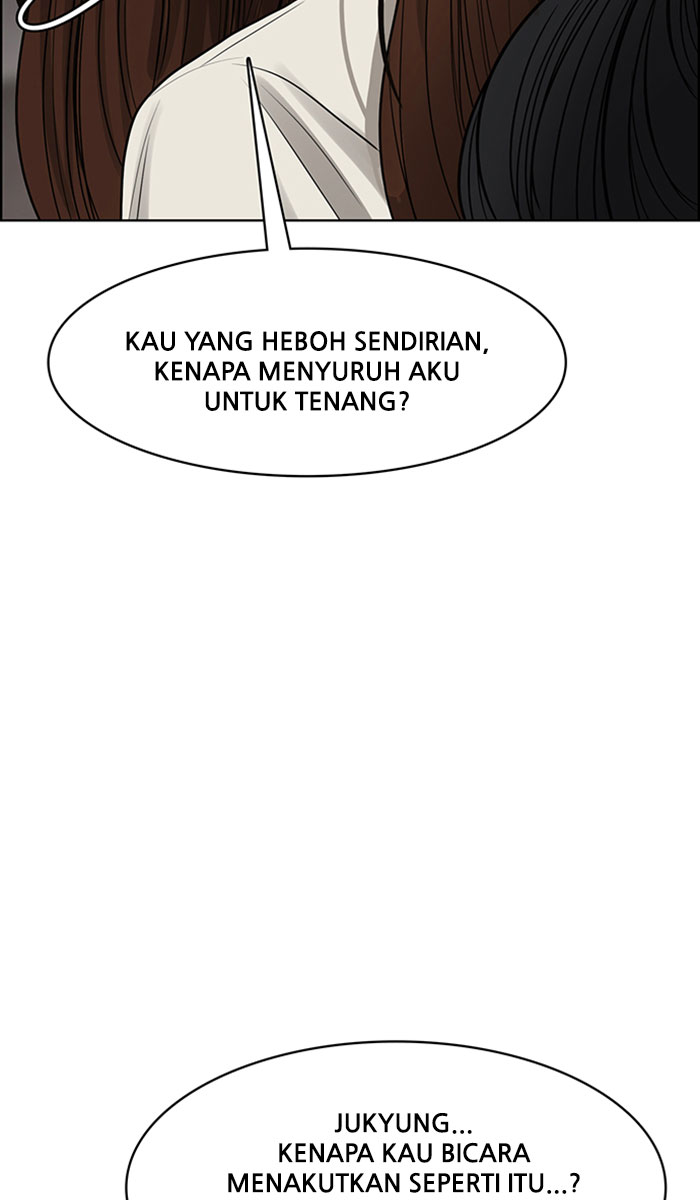 KAU YANG HEBOH SENDIRIAN,
KENAPA MENYURUH AKU
UNTUK TENANG?
JUKYUNG...
KENAPA KAU BICARA
MENAKUTKAN SEPERTI ITU...?